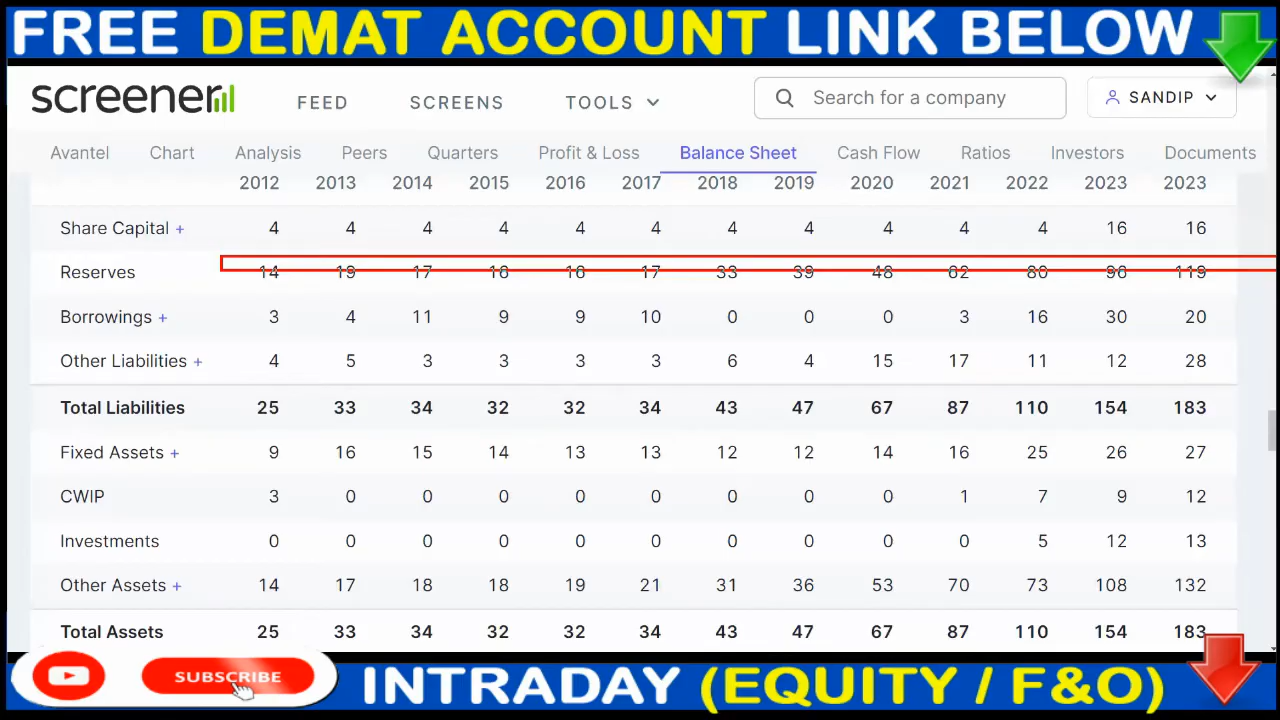 FREE DEMAT ACCOUNT LINK BELOW
screener FEED SCREENS TOOLS Search for a company SANDIP
Avantel Chart Analysis Peers Quarters Profit & Loss Balance Sheet Cash Flow Ratios Investors Documents
2012 2013 2014 2015 2016 2017 2018 2019 2020 2021 2022 2023 2023
Share Capital + 4 4 4 4 4 4 4 4 4 4 4 16 16
Reserves 14 19 17 16 16 17 33 39 48 62 80 96 119
Borrowings + 3 4 11 9 9 10 0 0 0 3 16 30 20
Other Liabilities + 4 5 3 3 3 3 6 4 15 17 11 12 28
Total Liabilities 25 33 34 32 32 34 43 47 67 87 110 154 183
Fixed Assets + 9 16 15 14 13 13 12 12 14 16 25 26 27
CWIP 3 0 0 0 0 0 0 0 0 1 7 9 12
Investments 0 0 0 0 0 0 0 0 0 0 5 12 13
Other Assets + 14 17 18 18 19 21 31 36 53 70 73 108 132
Total Assets 25 33 34 32 32 34 43 47 67 87 110 154 183
SUBSCRIBE INTRADAY (EQUITY / F&O)